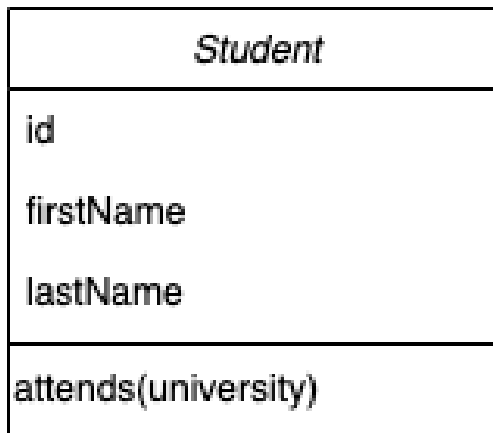 Student
id
firstName
lastName
attends(university)